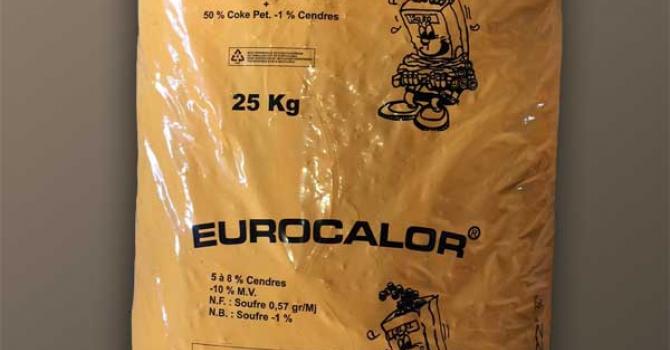 +
50 % Coke Pet. -1 % Cendres
25 Kg
EUROCALOR®
5 à 8 % Cendres
-10 % M.V.
N.F. : Soufre 0,57 gr/Mj
N.B. : Soufre -1 %